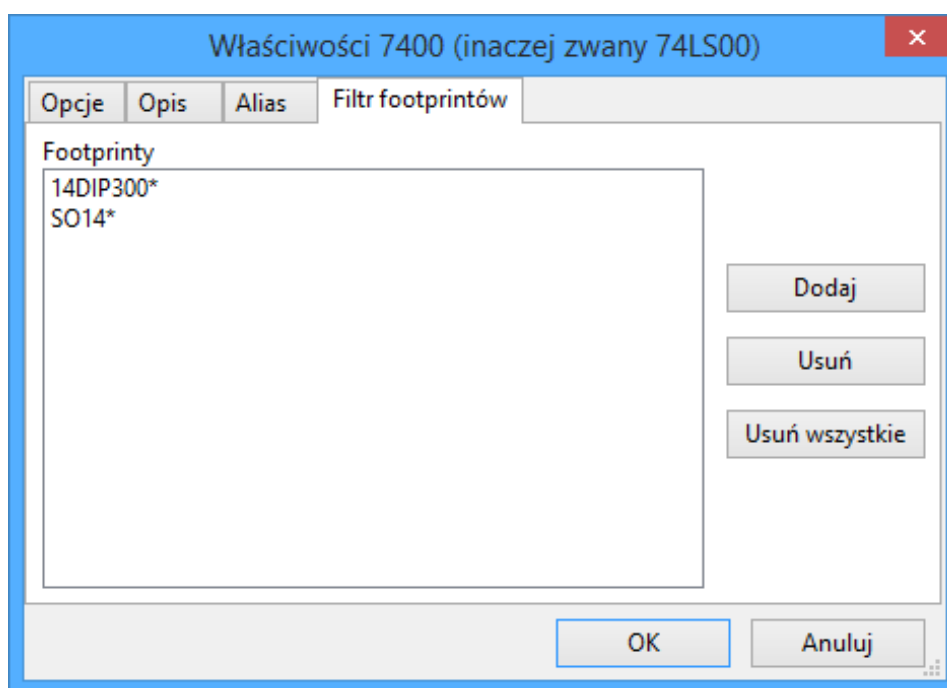 Właściwości 7400 (inaczej zwany 74LS00)
Opcje Opis Alias Filtr footprintów
Footprinty
14DIP300*
SO14*
Dodaj
Usuń
Usuń wszystkie
OK Anuluj